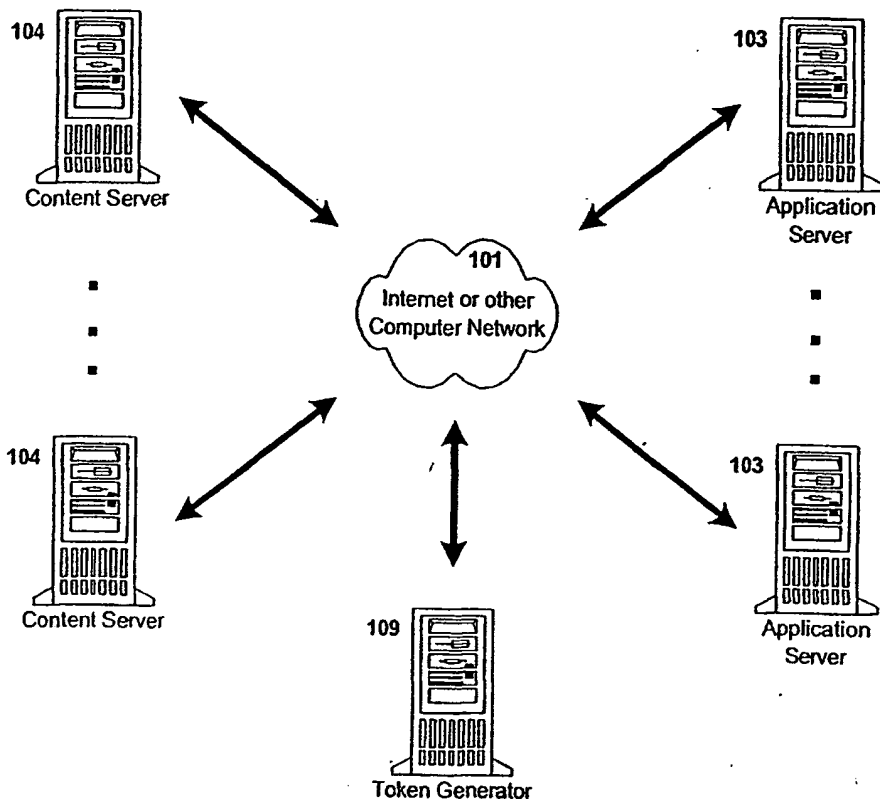 104
Content Server
103
Application
Server
101
Internet or other
Computer Network
104
Content Server
103
Application
Server
109
Token Generator